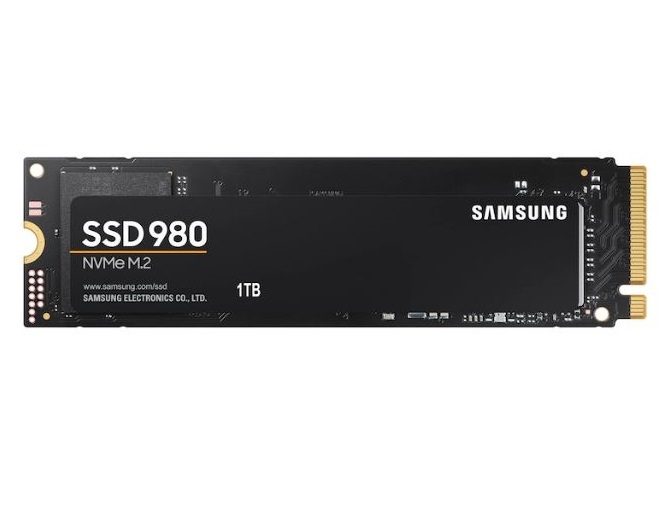 SAMSUNG
SSD 980
NVMe M.2
www.samsung.com/ssd
SAMSUNG ELECTRONICS CO., LTD.
1TB